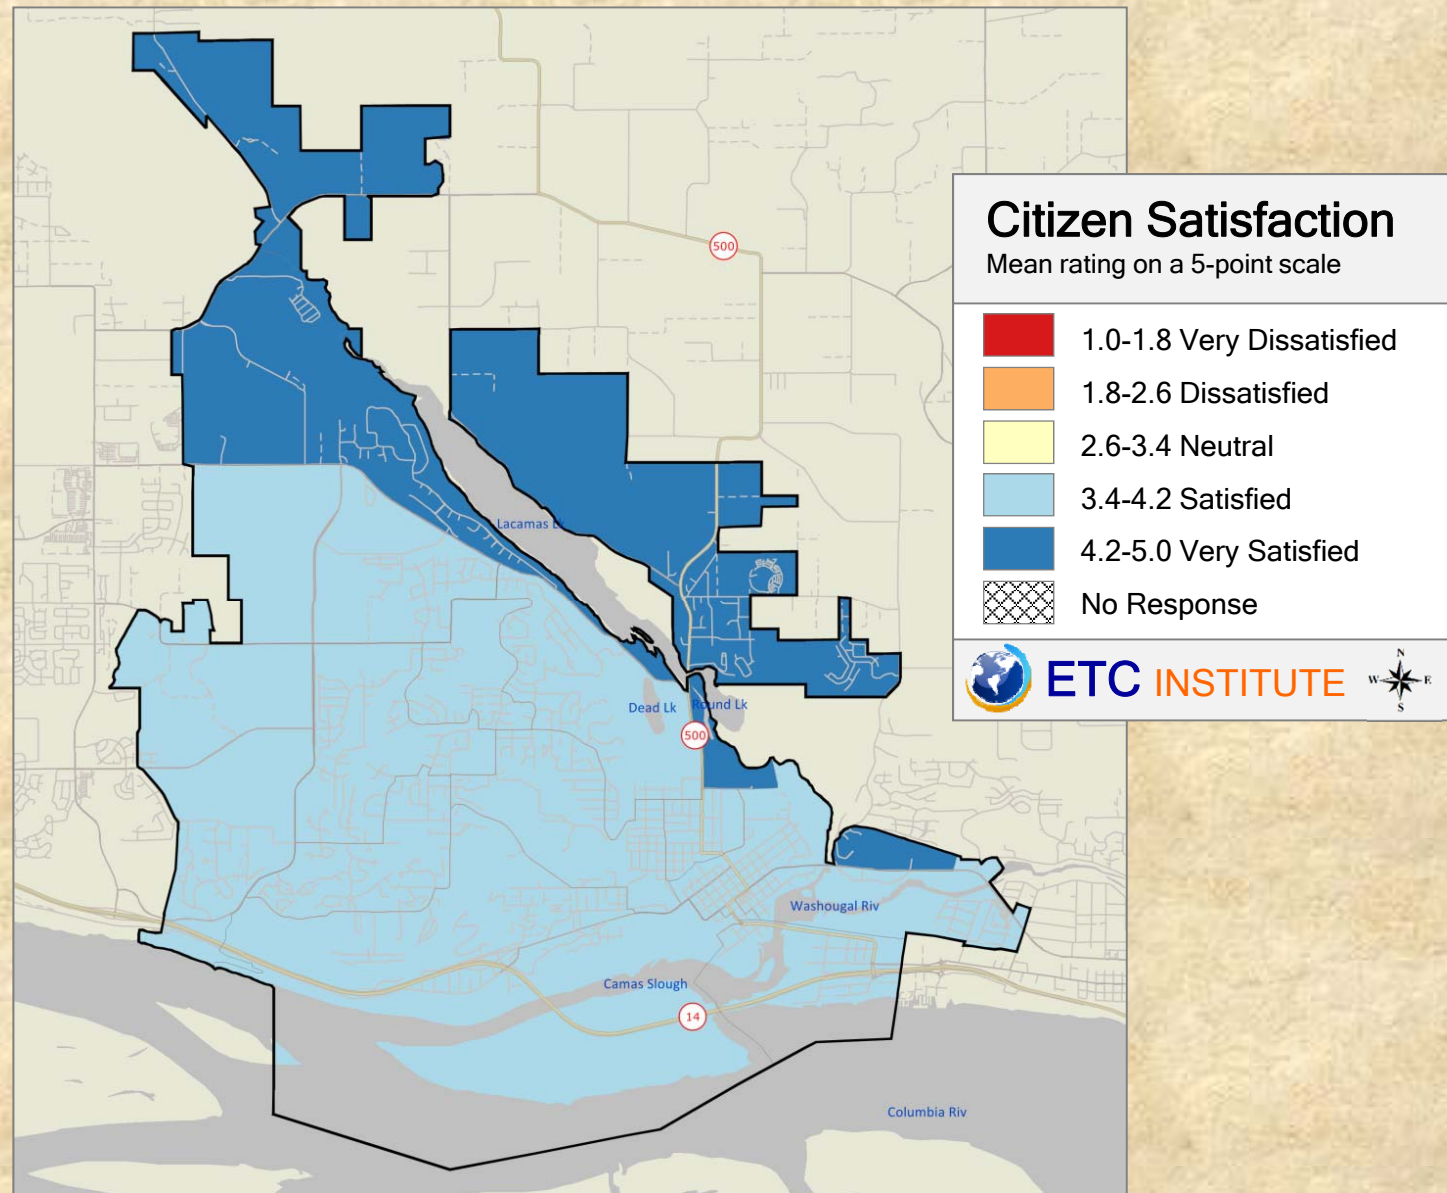 500
Citizen Satisfaction
Mean rating on a 5-point scale
1.0-1.8 Very Dissatisfied
1.8-2.6 Dissatisfied
2.6-3.4 Neutral
3.4-4.2 Satisfied
4.2-5.0 Very Satisfied
No Response
ETC INSTITUTE
N
W E
S
Lacamas Lk
Dead Lk
Round Lk
500
Washougal Riv
Camas Slough
14
Columbia Riv